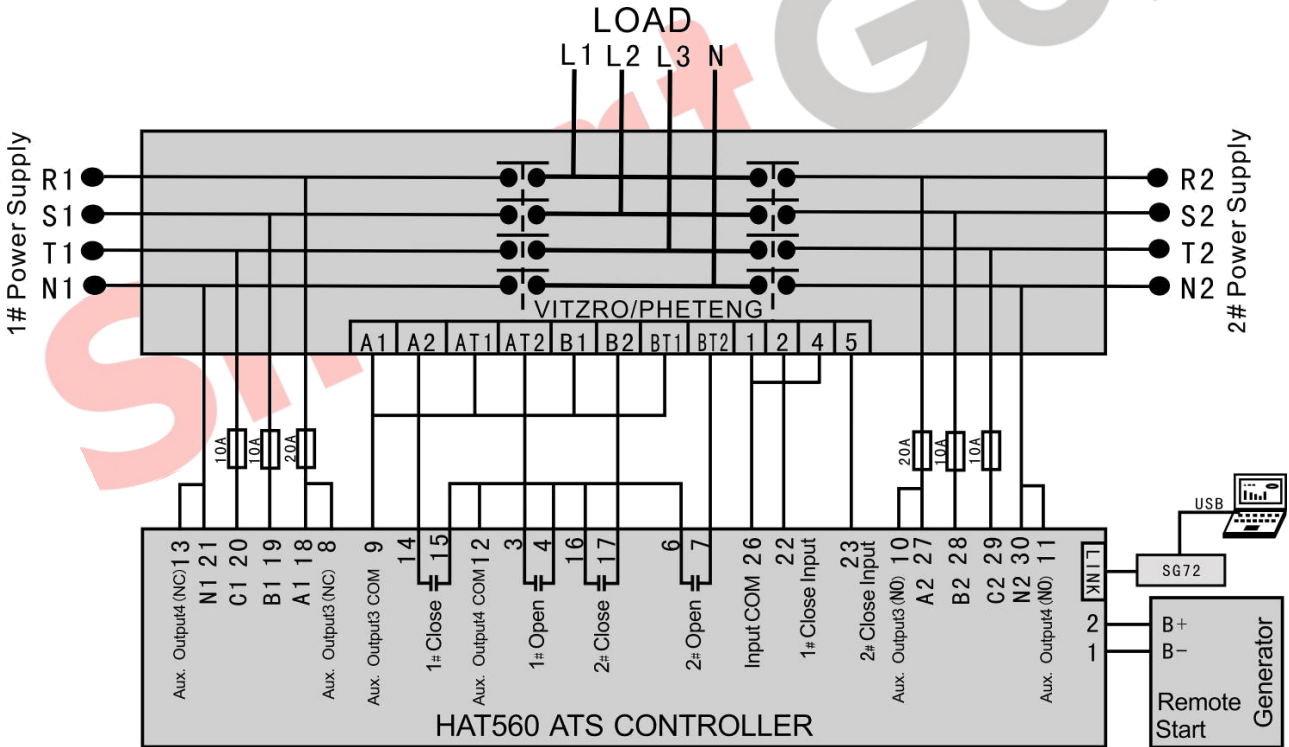 LOAD
L1 L2 L3 N
1# Power Supply
R1
S1
T1
N1
R2
S2
T2
N2
2# Power Supply
VITZRO/PHETENG
A1 A2 AT1 AT2 B1 B2 BT1 BT2 1 2 4 5
10A 10A 20A
20A 10A 10A
USB
SG72
LINK
13 Aux. Output4 (NC)
21 N1
20 C1
19 B1
18 A1
8 Aux. Output3 (NC)
9 Aux. Output3 COM
14 15 1# Close
12 Aux. Output4 COM
3 4 1# Open
16 17 2# Close
6 7 2# Open
26 Input COM
22 1# Close Input
23 2# Close Input
10 Aux. Output3 (NO)
27 A2
28 B2
29 C2
30 N2
11 Aux. Output4 (NO)
2
1
B+
B-
Remote Start
Generator
HAT560 ATS CONTROLLER